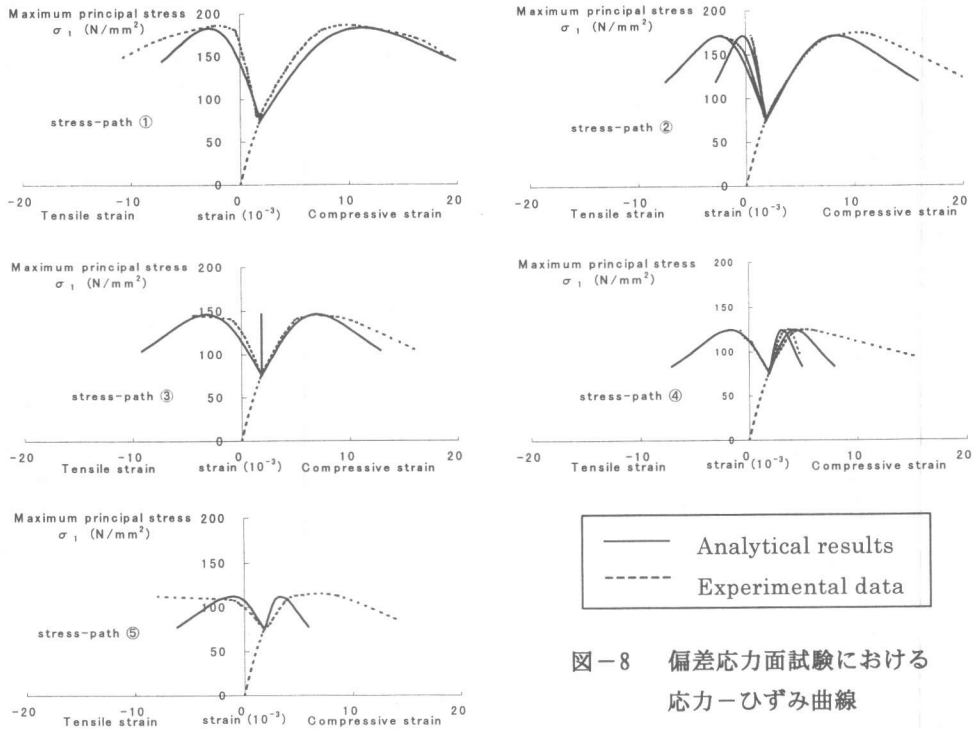 Maximum principal stress
σ₁ (N/mm²)
200
150
100
50
0
stress-path ①
-20
-10
0
10
20
Tensile strain
strain (10⁻³)
Compressive strain
Maximum principal stress
σ₁ (N/mm²)
200
150
100
50
0
stress-path ②
-20
-10
0
10
20
Tensile strain
strain (10⁻³)
Compressive strain
Maximum principal stress
σ₁ (N/mm²)
200
150
100
50
0
stress-path ③
-20
-10
0
10
20
Tensile strain
strain (10⁻³)
Compressive strain
Maximum principal stress
σ₁ (N/mm²)
200
150
100
50
0
stress-path ④
-20
-10
0
10
20
Tensile strain
strain (10⁻³)
Compressive strain
Maximum principal stress
σ₁ (N/mm²)
200
150
100
50
0
stress-path ⑤
-20
-10
0
10
20
Tensile strain
strain (10⁻³)
Compressive strain
Analytical results
Experimental data
図-8 偏差応力面試験における
応力-ひずみ曲線